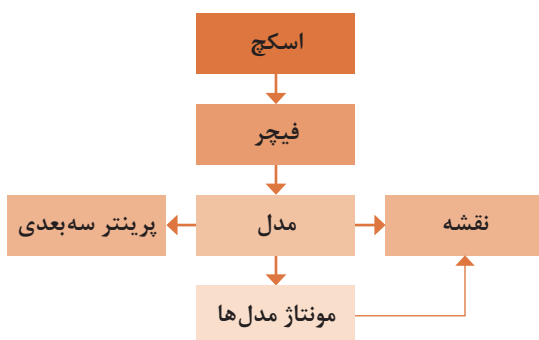 اسکچ
فیچر
نقشه
مدل
پرینتر سه‌بعدی
مونتاژ مدل‌ها